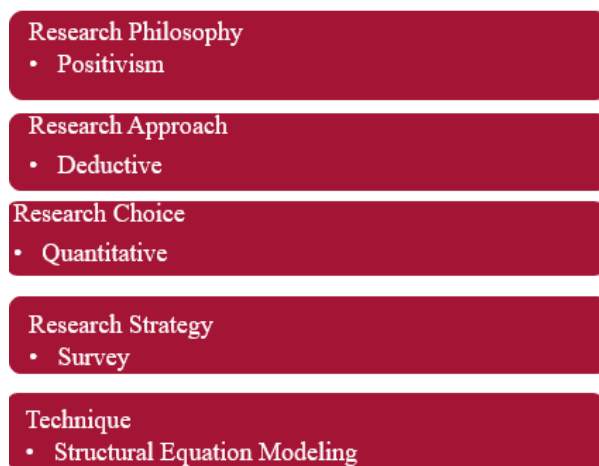 Research Philosophy
• Positivism
Research Approach
• Deductive
Research Choice
• Quantitative
Research Strategy
• Survey
Technique
• Structural Equation Modeling